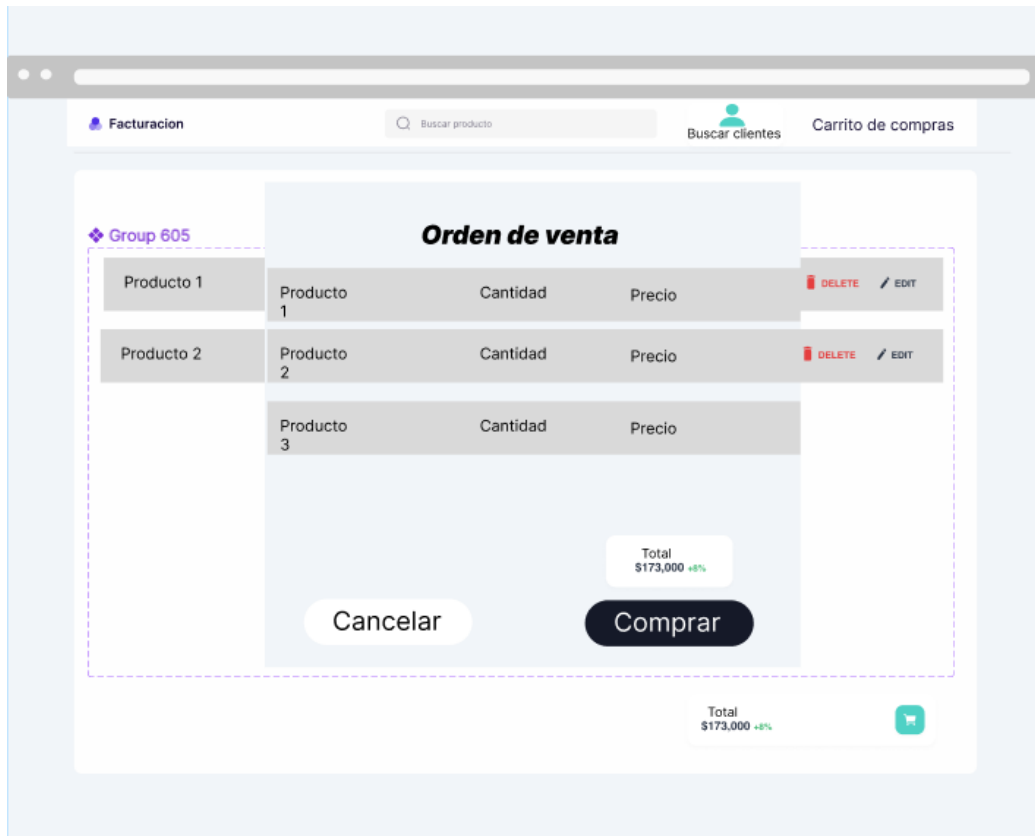 Facturacion
Buscar producto
Buscar clientes
Carrito de compras
Group 605
Orden de venta
Producto 1
DELETE
EDIT
Producto
1
Cantidad
Precio
Producto 2
DELETE
EDIT
Producto
2
Cantidad
Precio
Producto
3
Cantidad
Precio
Total
$173,000 +8%
Cancelar
Comprar
Total
$173,000 +8%